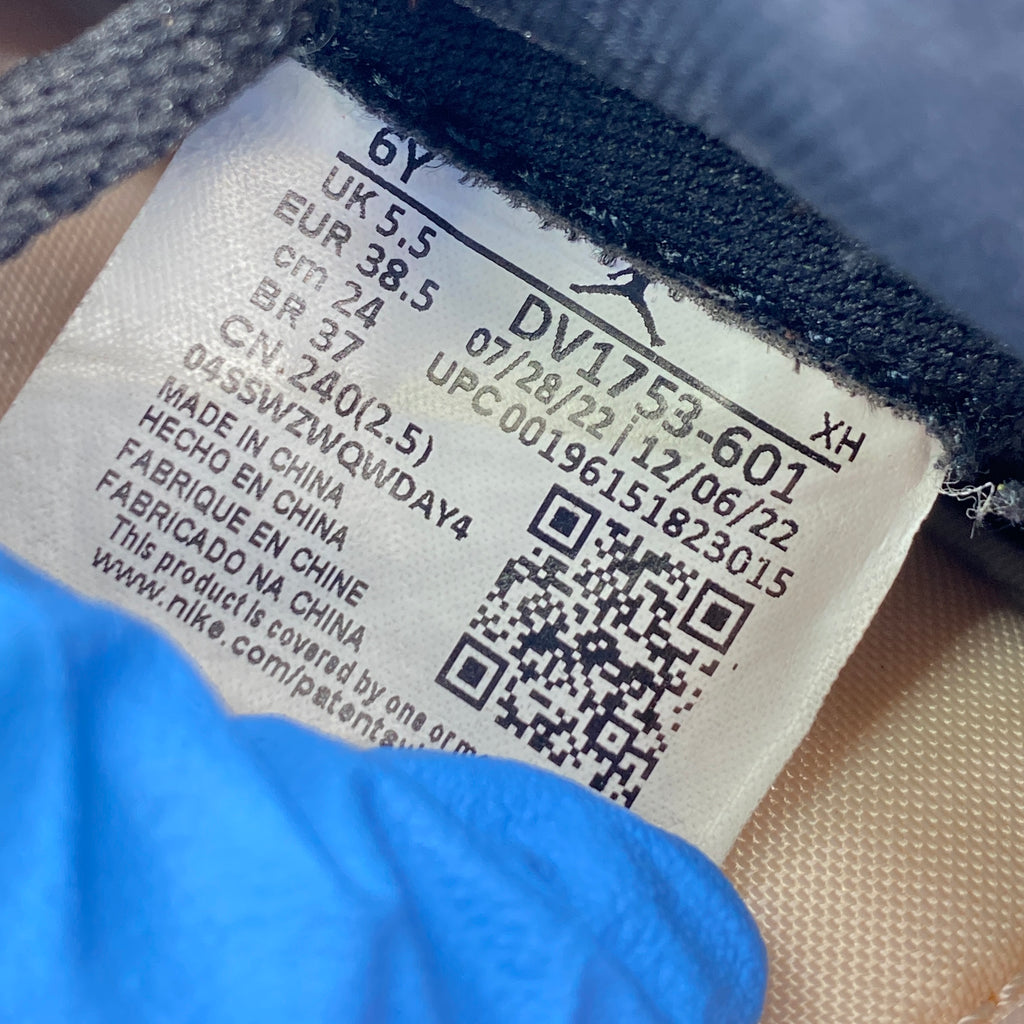 6Y
UK 5.5
EUR 38.5
cm 24
BR 37
CN.240(2.5)
04SSWZWQWDAY4
MADE IN CHINA
HECHO EN CHINA
FABRIQUE EN CHINE
FABRICADO NA CHINA
This product is covered by one or
www.nike.com/patents
XH
DV1753-601
07/28/22 | 12/06/22
UPC 00196151823015